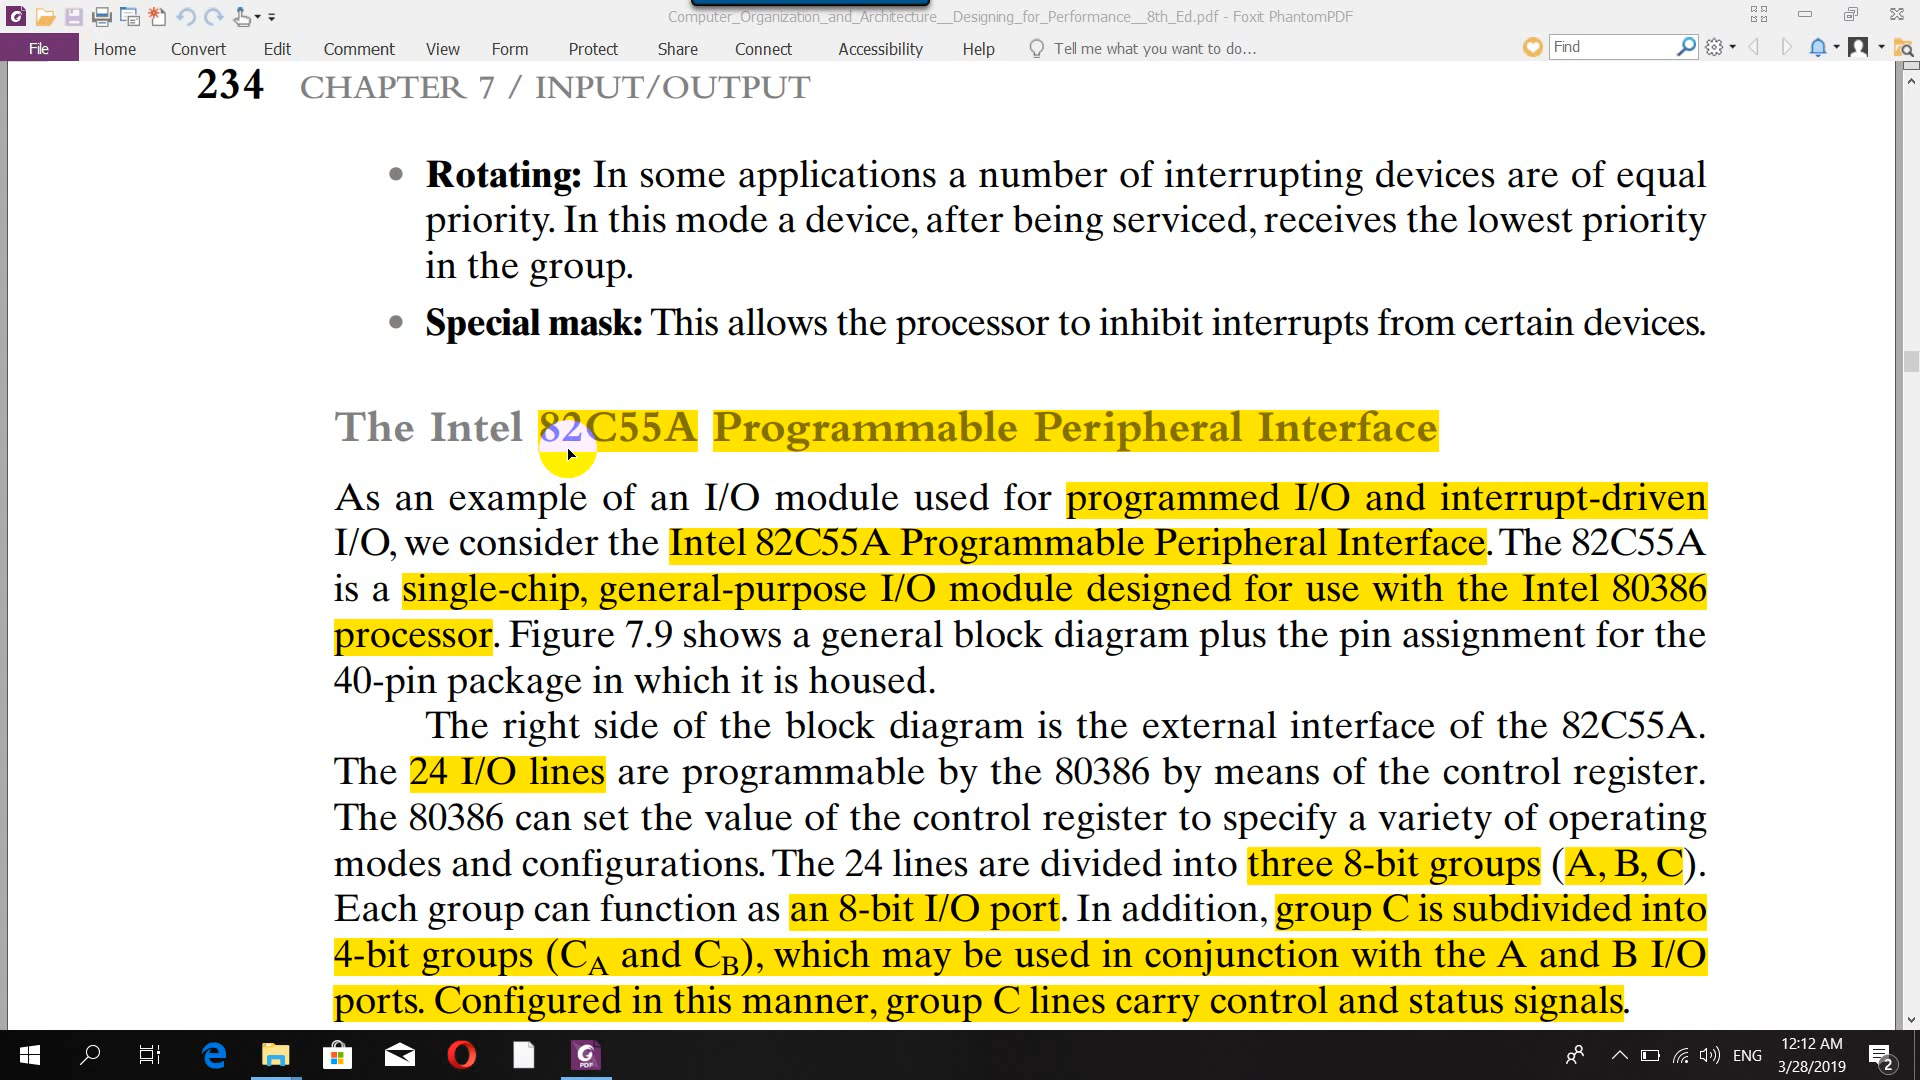 Computer_Organization_and_Architecture__Designing_for_Performance__8th_Ed.pdf - Foxit PhantomPDF
File Home Convert Edit Comment View Form Protect Share Connect Accessibility Help Tell me what you want to do... Find
234 CHAPTER 7 / INPUT/OUTPUT
• Rotating: In some applications a number of interrupting devices are of equal
priority. In this mode a device, after being serviced, receives the lowest priority
in the group.
• Special mask: This allows the processor to inhibit interrupts from certain devices.
The Intel 82C55A Programmable Peripheral Interface
As an example of an I/O module used for programmed I/O and interrupt-driven
I/O, we consider the Intel 82C55A Programmable Peripheral Interface. The 82C55A
is a single-chip, general-purpose I/O module designed for use with the Intel 80386
processor. Figure 7.9 shows a general block diagram plus the pin assignment for the
40-pin package in which it is housed.
The right side of the block diagram is the external interface of the 82C55A.
The 24 I/O lines are programmable by the 80386 by means of the control register.
The 80386 can set the value of the control register to specify a variety of operating
modes and configurations. The 24 lines are divided into three 8-bit groups (A, B, C).
Each group can function as an 8-bit I/O port. In addition, group C is subdivided into
4-bit groups (CA and CB), which may be used in conjunction with the A and B I/O
ports. Configured in this manner, group C lines carry control and status signals.
PDF
ENG
12:12 AM
3/28/2019
2